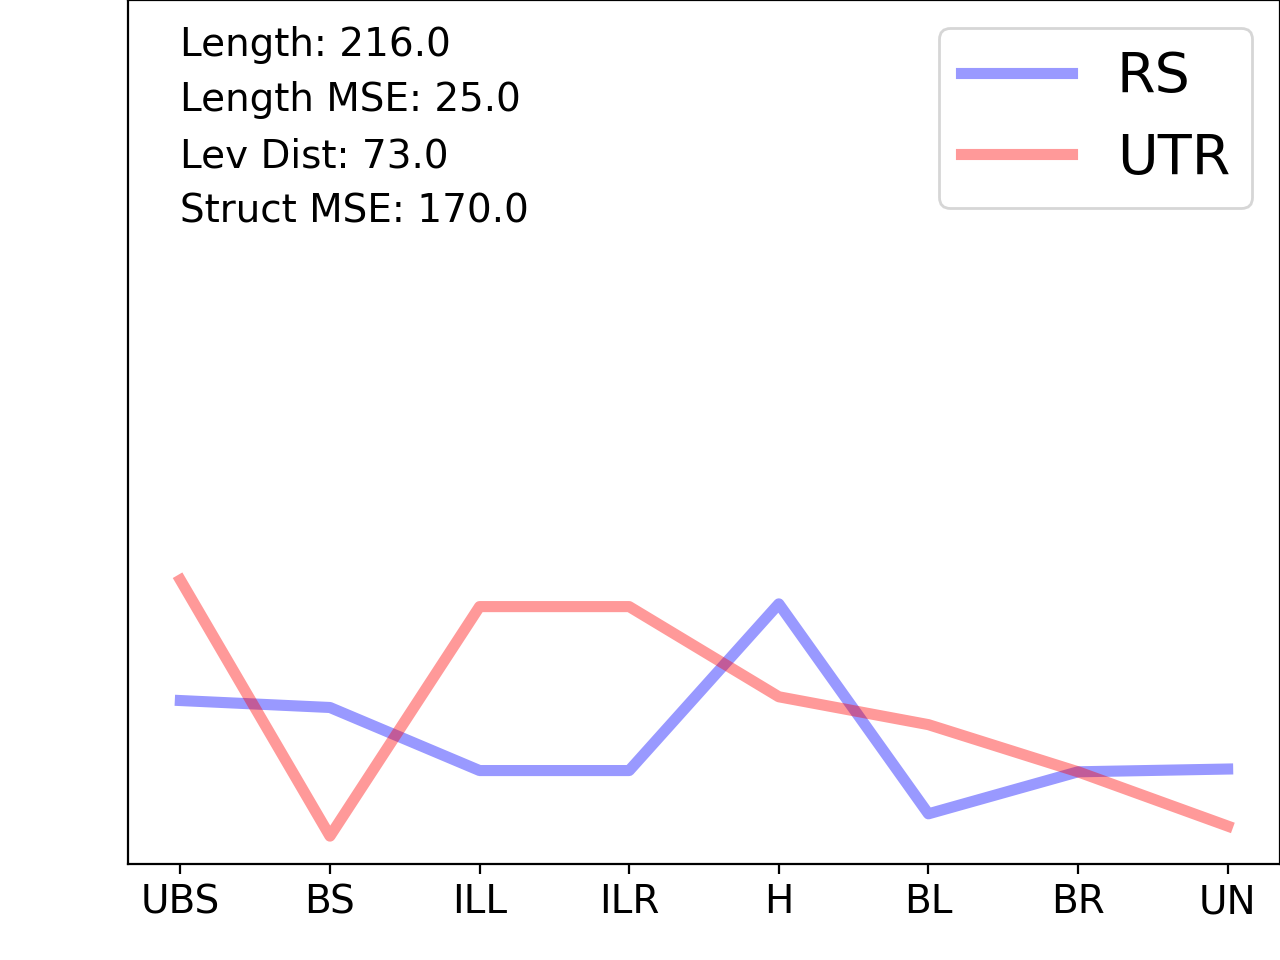 Length: 216.0
Length MSE: 25.0
Lev Dist: 73.0
Struct MSE: 170.0
RS
UTR
UBS BS ILL ILR H BL BR UN